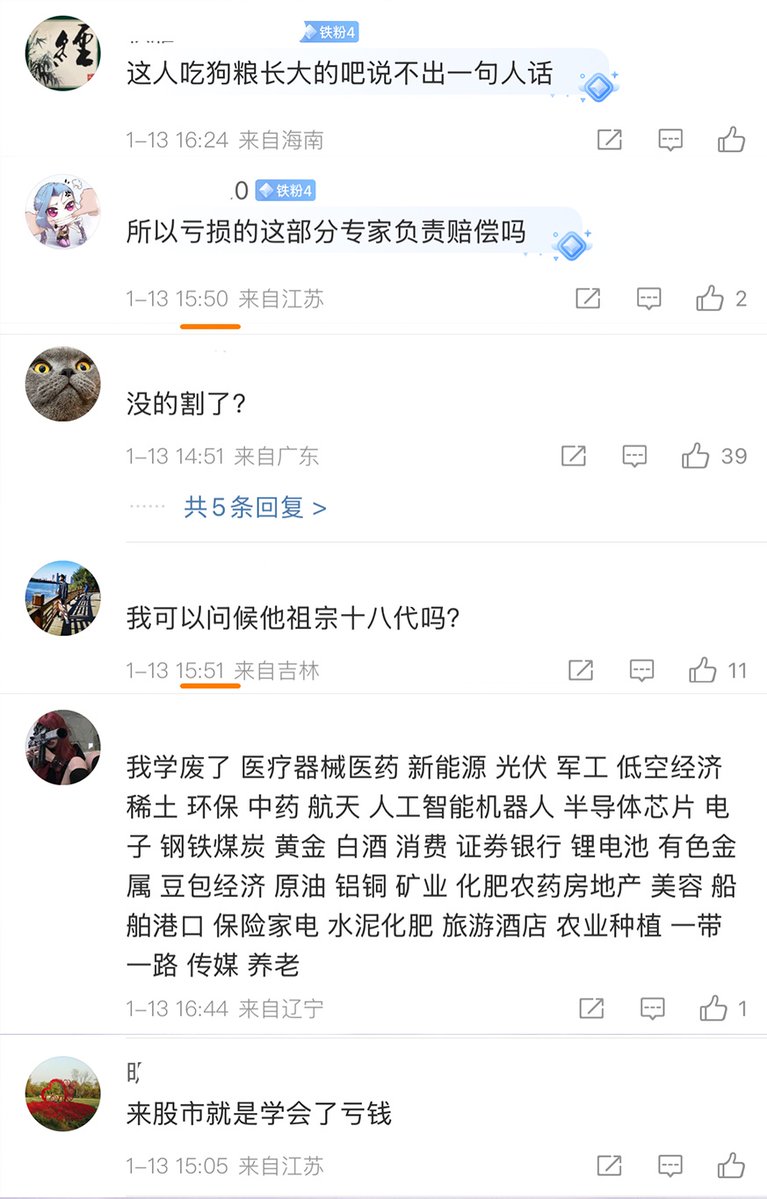 铁粉4
这人吃狗粮长大的吧说不出一句人话
1-13 16:24 来自海南
.0 铁粉4
所以亏损的这部分专家负责赔偿吗
1-13 15:50 来自江苏 2
没的割了?
1-13 14:51 来自广东 39
······ 共5条回复 >
我可以问候他祖宗十八代吗?
1-13 15:51 来自吉林 11
我学废了 医疗器械医药 新能源 光伏 军工 低空经济
稀土 环保 中药 航天 人工智能机器人 半导体芯片 电
子 钢铁煤炭 黄金 白酒 消费 证券银行 锂电池 有色金
属 豆包经济 原油 铝铜 矿业 化肥农药房地产 美容 船
舶港口 保险家电 水泥化肥 旅游酒店 农业种植 一带
一路 传媒 养老
1-13 16:44 来自辽宁 1
来股市就是学会了亏钱
1-13 15:05 来自江苏